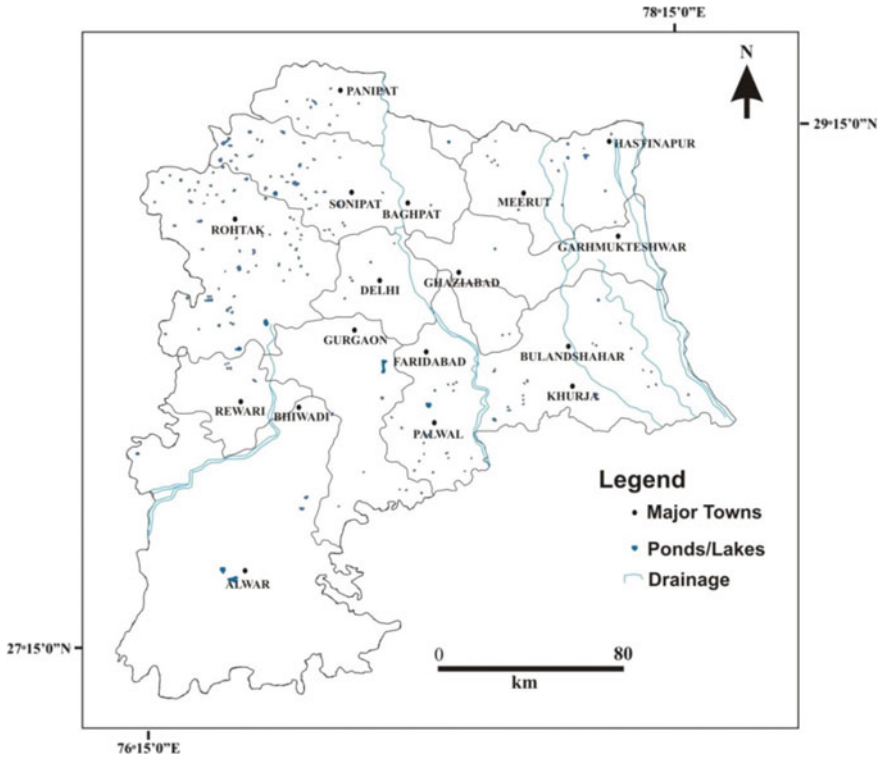 78°15'0"E
N
29°15'0"N
PANIPAT
HASTINAPUR
SONIPAT
MEERUT
BAGHPAT
ROHTAK
GARHMUKTESHWAR
DELHI
GHAZIABAD
GURGAON
FARIDABAD
BULANDSHAHAR
KHURJA
REWARI
BHIWADI
PALWAL
Legend
Major Towns
Ponds/Lakes
Drainage
ALWAR
27°15'0"N
0 80
km
76°15'0"E